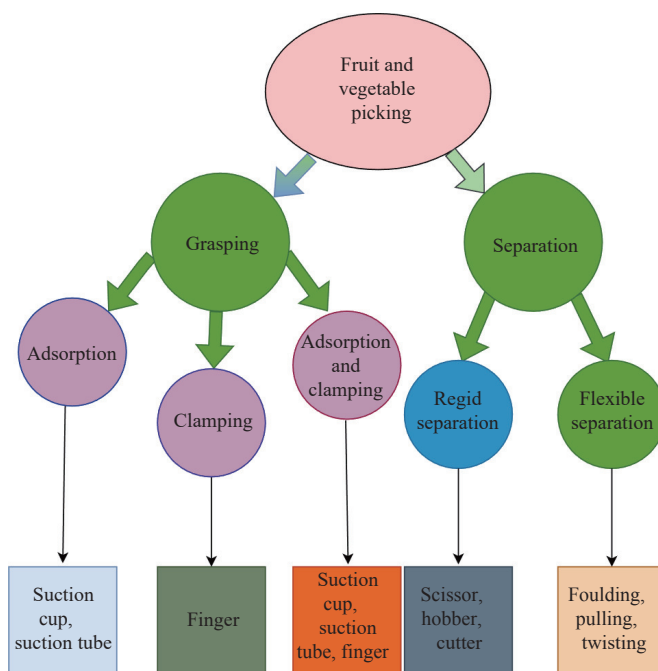 Fruit and
vegetable
picking
Grasping
Separation
Adsorption
Clamping
Adsorption
and
clamping
Regid
separation
Flexible
separation
Suction
cup,
suction tube
Finger
Suction
cup,
suction
tube, finger
Scissor,
hobber,
cutter
Foulding,
pulling,
twisting